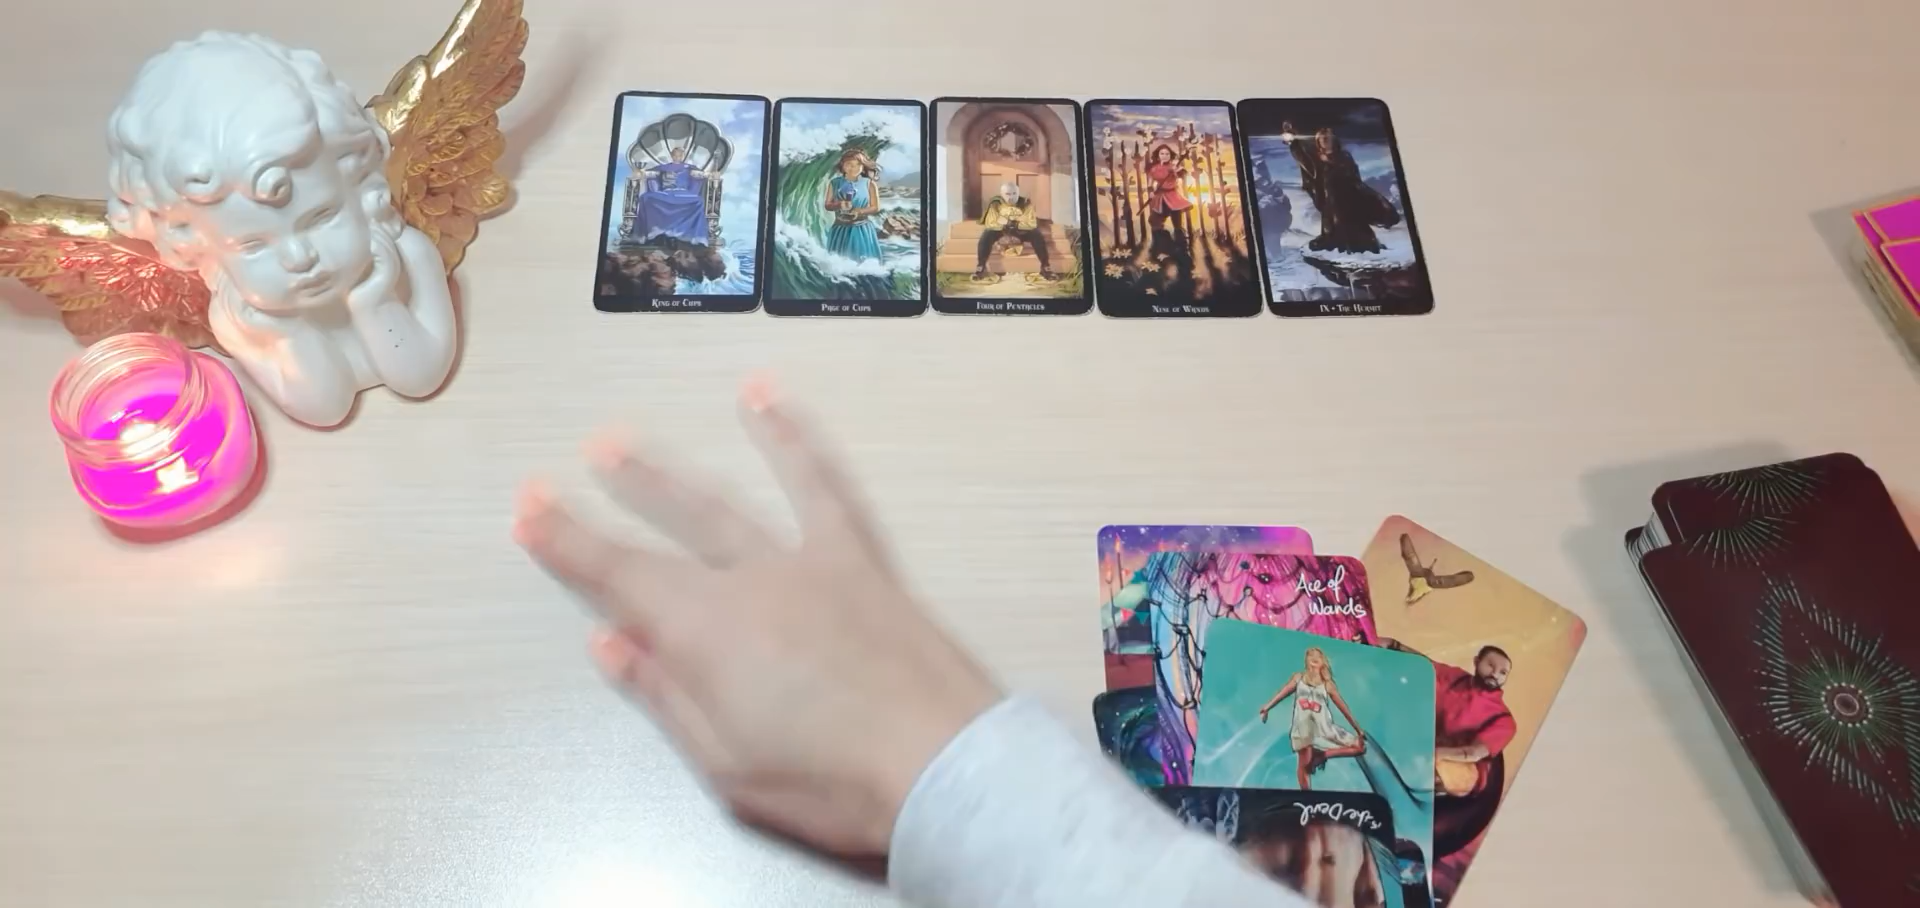 King of Cups
Page of Cups
Four of Pentacles
Nine of Wands
IX • The Hermit
Ace of
Wands
the Devil